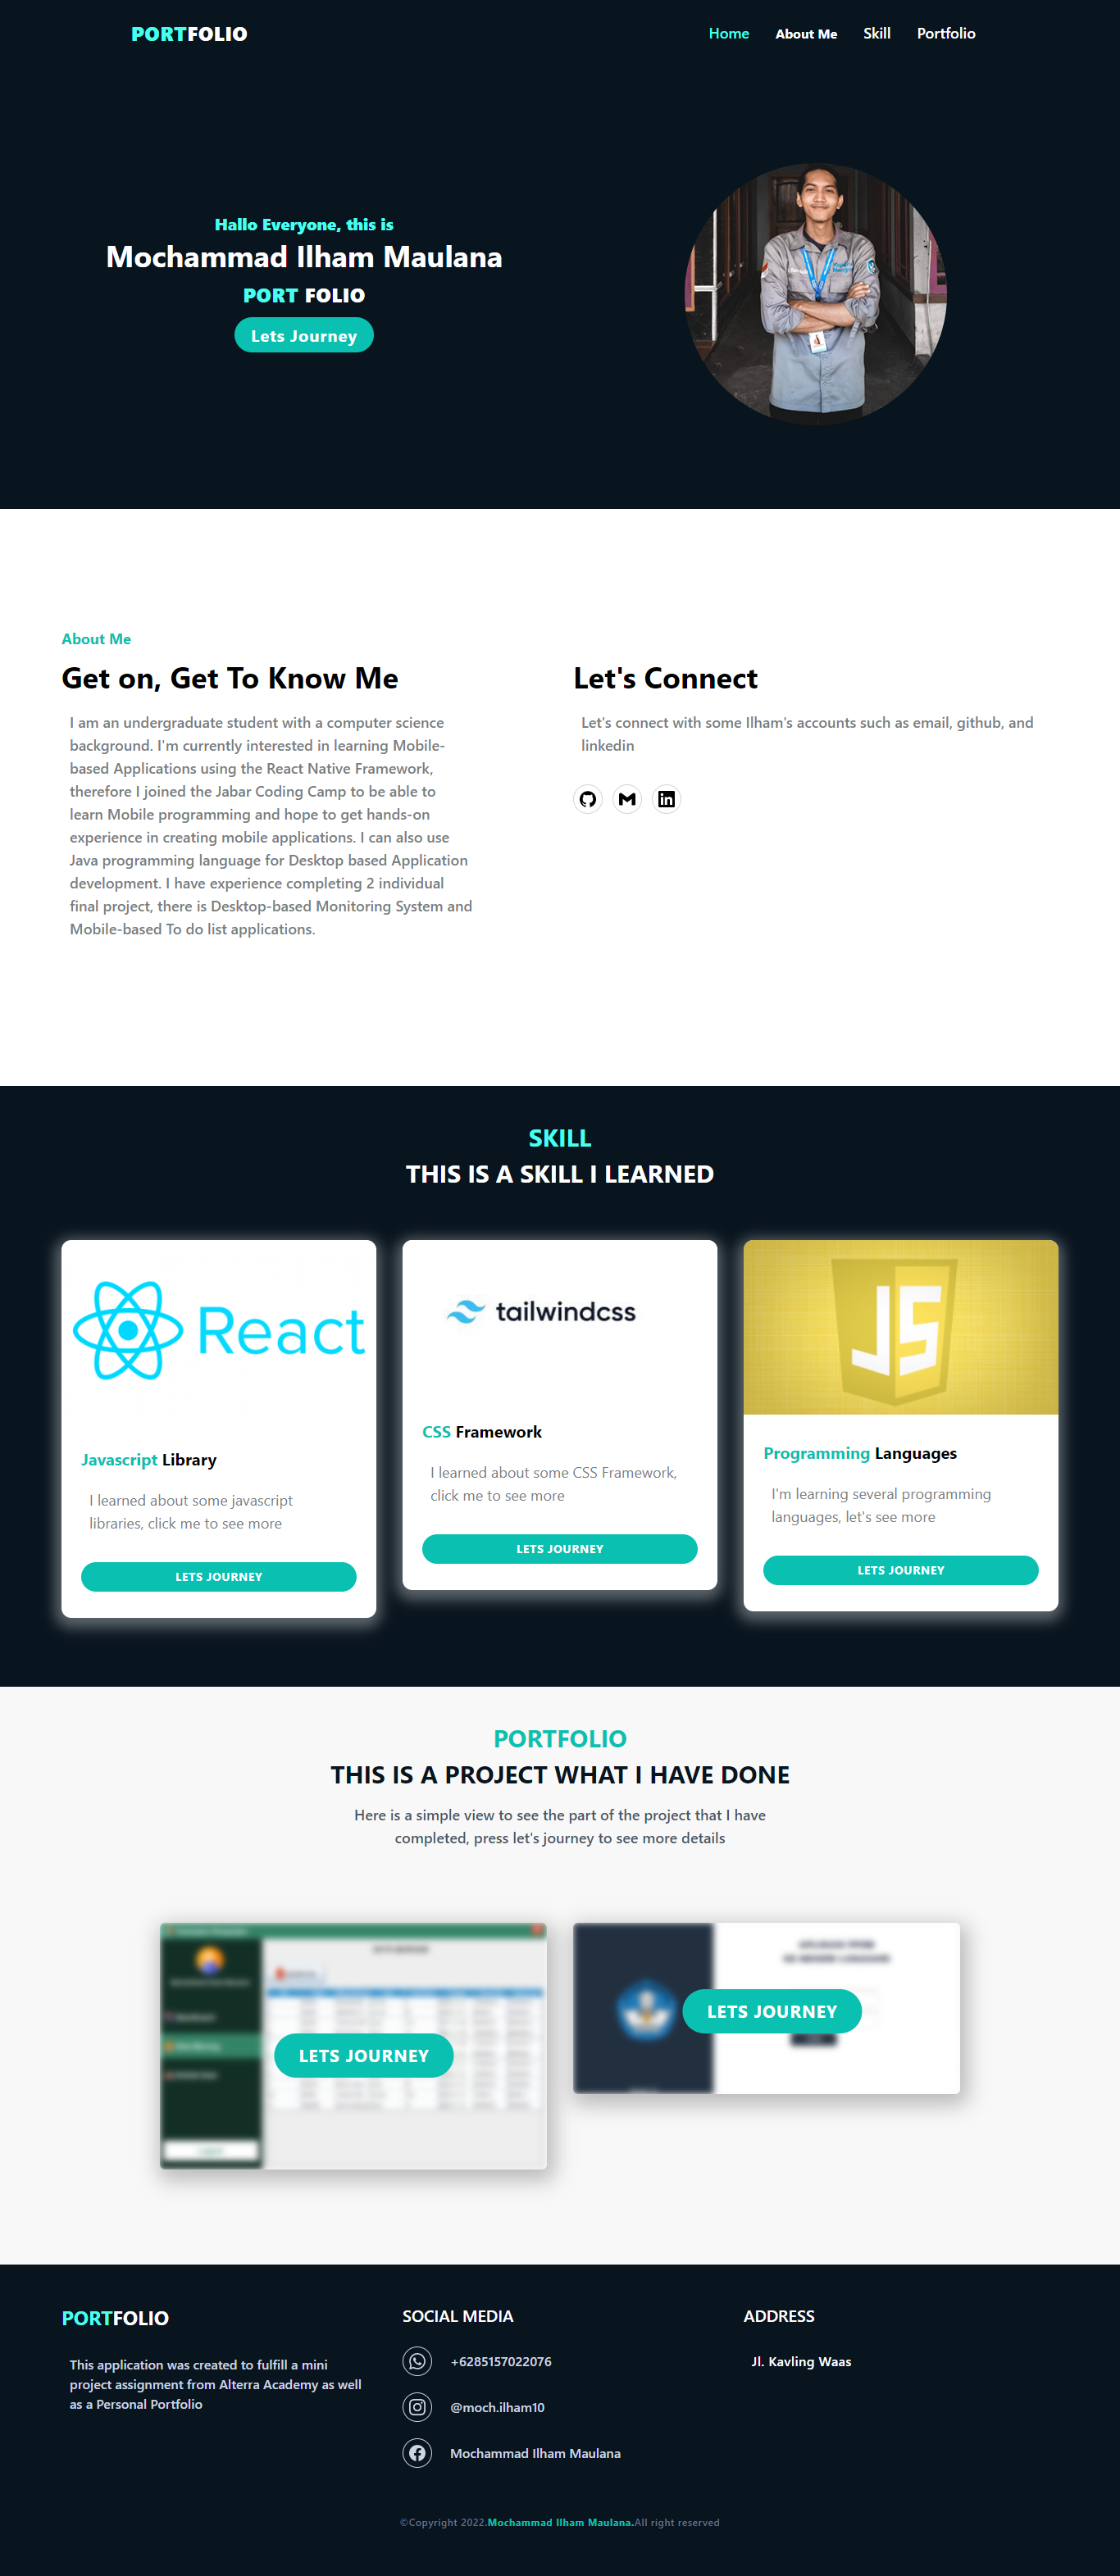 PORTFOLIO
Home About Me Skill Portfolio
Hallo Everyone, this is
Mochammad Ilham Maulana
PORT FOLIO
Lets Journey
About Me
Get on, Get To Know Me
I am an undergraduate student with a computer science
background. I'm currently interested in learning Mobile-
based Applications using the React Native Framework,
therefore I joined the Jabar Coding Camp to be able to
learn Mobile programming and hope to get hands-on
experience in creating mobile applications. I can also use
Java programming language for Desktop based Application
development. I have experience completing 2 individual
final project, there is Desktop-based Monitoring System and
Mobile-based To do list applications.
Let's Connect
Let's connect with some Ilham's accounts such as email, github, and
linkedin
SKILL
THIS IS A SKILL I LEARNED
React
Javascript Library
I learned about some javascript
libraries, click me to see more
LETS JOURNEY
tailwindcss
CSS Framework
I learned about some CSS Framework,
click me to see more
LETS JOURNEY
JS
Programming Languages
I'm learning several programming
languages, let's see more
LETS JOURNEY
PORTFOLIO
THIS IS A PROJECT WHAT I HAVE DONE
Here is a simple view to see the part of the project that I have
completed, press let's journey to see more details
LETS JOURNEY
LETS JOURNEY
PORTFOLIO
This application was created to fulfill a mini
project assignment from Alterra Academy as well
as a Personal Portfolio
SOCIAL MEDIA
+6285157022076
@moch.ilham10
Mochammad Ilham Maulana
ADDRESS
Jl. Kavling Waas
©Copyright 2022.Mochammad Ilham Maulana.All right reserved